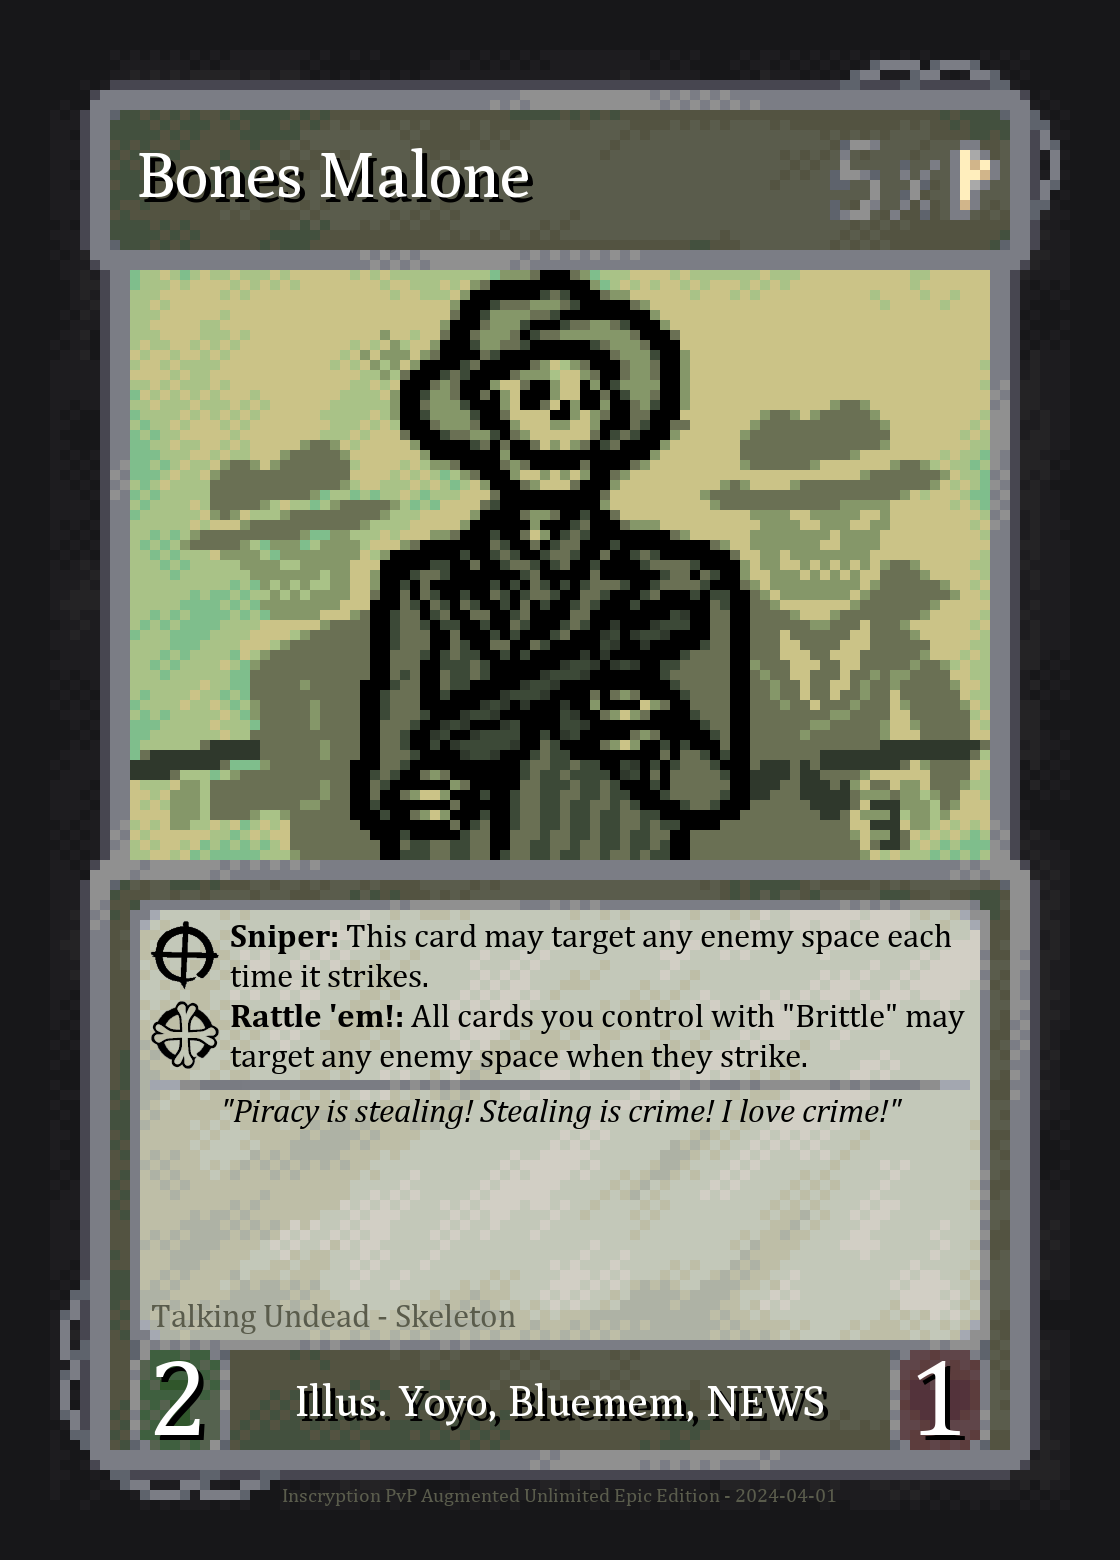 Bones Malone
5x
Sniper: This card may target any enemy space each
time it strikes.
Rattle 'em!: All cards you control with "Brittle" may
target any enemy space when they strike.
"Piracy is stealing! Stealing is crime! I love crime!"
Talking Undead - Skeleton
2
Illus. Yoyo, Bluemem, NEWS
1
Inscryption PvP Augmented Unlimited Epic Edition - 2024-04-01